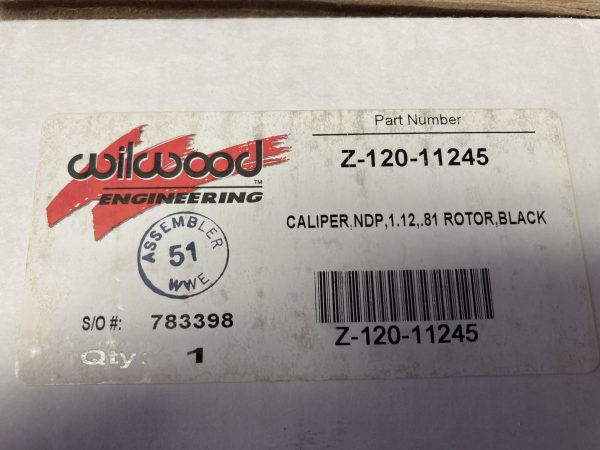 wilwood
™
ENGINEERING
Part Number
Z-120-11245
CALIPER,NDP,1.12,.81 ROTOR,BLACK
ASSEMBLER
51
WWE
S/O #: 783398
Qty: 1
Z-120-11245